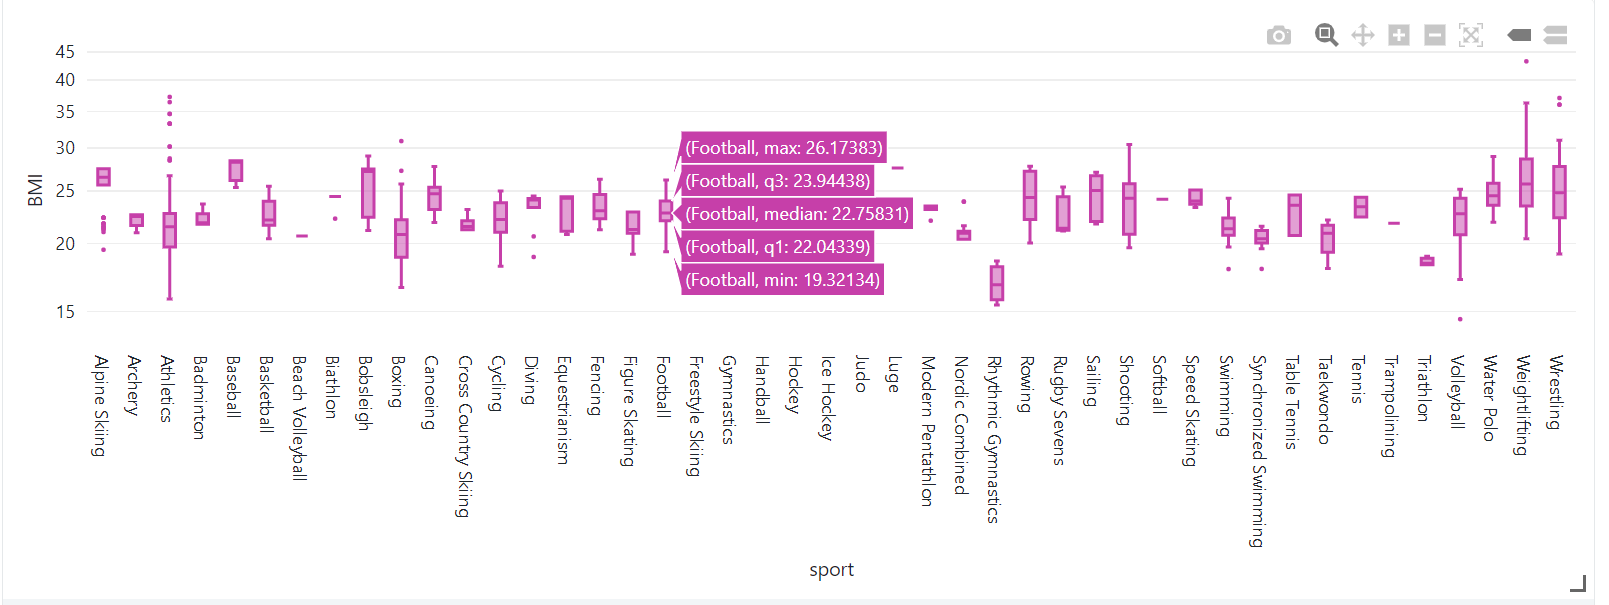 45
40
35
30
25
20
15
BMI
(Football, max: 26.17383)
(Football, q3: 23.94438)
(Football, median: 22.75831)
(Football, q1: 22.04339)
(Football, min: 19.32134)
Alpine Skiing
Archery
Athletics
Badminton
Baseball
Basketball
Beach Volleyball
Biathlon
Bobsleigh
Boxing
Canoeing
Cross Country Skiing
Cycling
Diving
Equestrianism
Fencing
Figure Skating
Football
Freestyle Skiing
Gymnastics
Handball
Hockey
Ice Hockey
Judo
Luge
Modern Pentathlon
Nordic Combined
Rhythmic Gymnastics
Rowing
Rugby Sevens
Sailing
Shooting
Softball
Speed Skating
Swimming
Synchronized Swimming
Table Tennis
Taekwondo
Tennis
Trampolining
Triathlon
Volleyball
Water Polo
Weightlifting
Wrestling
sport